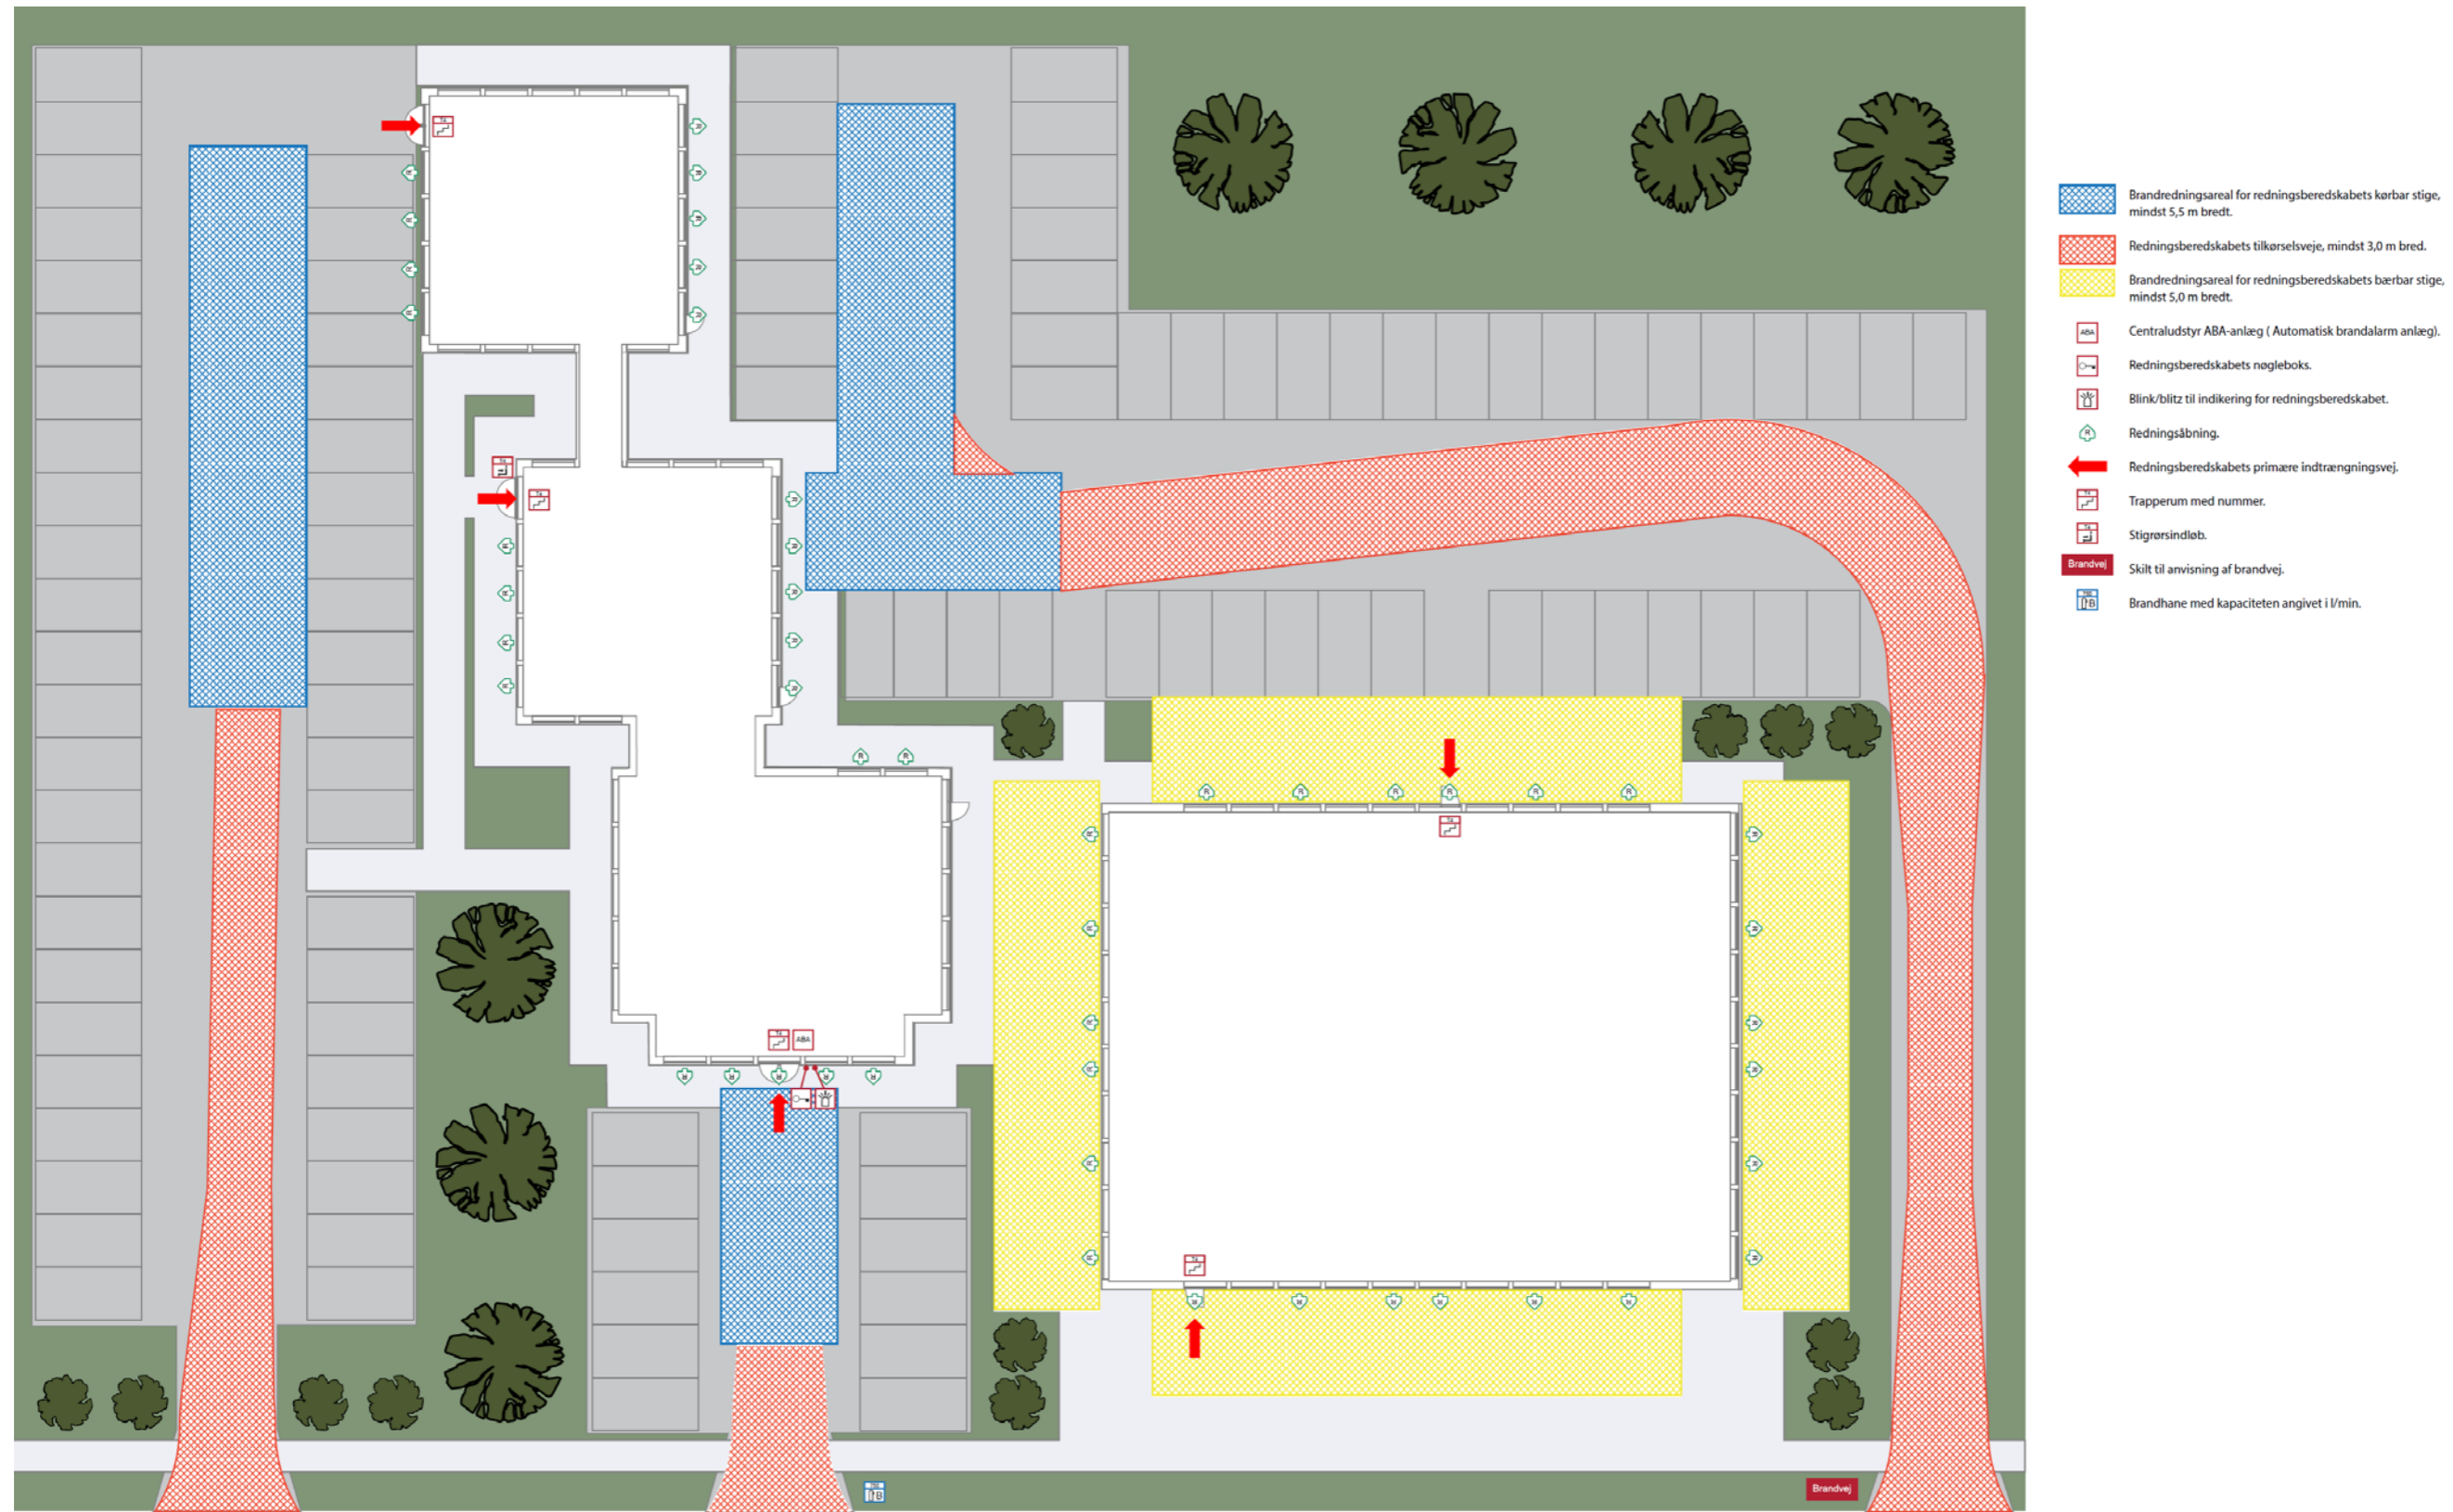 Brandredningsareal for redningsberedskabets kørbar stige,
mindst 5,5 m bredt.
Redningsberedskabets tilkørselsveje, mindst 3,0 m bred.
Brandredningsareal for redningsberedskabets bærbar stige,
mindst 5,0 m bredt.
ABA
Centraludstyr ABA-anlæg ( Automatisk brandalarm anlæg).
Redningsberedskabets nøgleboks.
Blink/blitz til indikering for redningsberedskabet.
R
Redningsåbning.
Redningsberedskabets primære indtrængningsvej.
Trapperum med nummer.
Stigrørsindløb.
Brandvej
Skilt til anvisning af brandvej.
B
Brandhane med kapaciteten angivet i l/min.
ABA
B
Brandvej